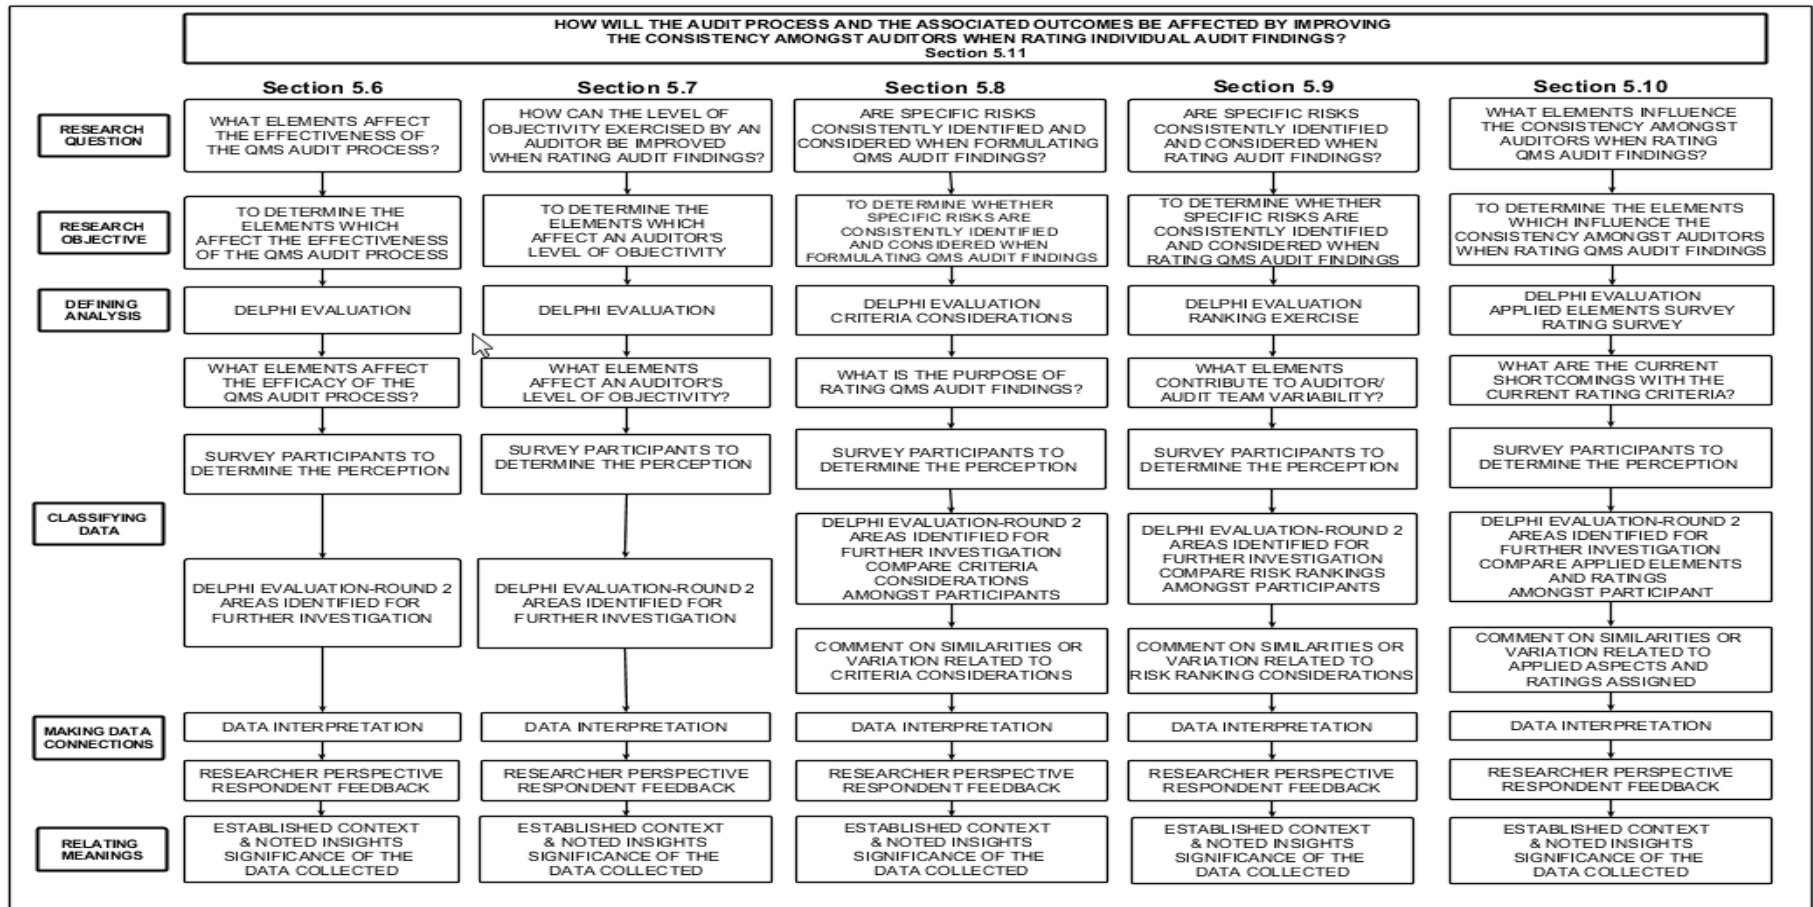 HOW WILL THE AUDIT PROCESS AND THE ASSOCIATED OUTCOMES BE AFFECTED BY IMPROVING
THE CONSISTENCY AMONGST AUDITORS WHEN RATING INDIVIDUAL AUDIT FINDINGS?
Section 5.11
Section 5.6
Section 5.7
Section 5.8
Section 5.9
Section 5.10
RESEARCH
QUESTION
WHAT ELEMENTS AFFECT
THE EFFECTIVENESS OF
THE QMS AUDIT PROCESS?
HOW CAN THE LEVEL OF
OBJECTIVITY EXERCISED BY AN
AUDITOR BE IMPROVED
WHEN RATING AUDIT FINDINGS?
ARE SPECIFIC RISKS
CONSISTENTLY IDENTIFIED AND
CONSIDERED WHEN FORMULATING
QMS AUDIT FINDINGS?
ARE SPECIFIC RISKS
CONSISTENTLY IDENTIFIED
AND CONSIDERED WHEN
RATING AUDIT FINDINGS?
WHAT ELEMENTS INFLUENCE
THE CONSISTENCY AMONGST
AUDITORS WHEN RATING
QMS AUDIT FINDINGS?
RESEARCH
OBJECTIVE
TO DETERMINE THE
ELEMENTS WHICH
AFFECT THE EFFECTIVENESS
OF THE QMS AUDIT PROCESS
TO DETERMINE THE
ELEMENTS WHICH
AFFECT AN AUDITOR'S
LEVEL OF OBJECTIVITY
TO DETERMINE WHETHER
SPECIFIC RISKS ARE
CONSISTENTLY IDENTIFIED
AND CONSIDERED WHEN
FORMULATING QMS AUDIT FINDINGS
TO DETERMINE WHETHER
SPECIFIC RISKS ARE
CONSISTENTLY IDENTIFIED
AND CONSIDERED WHEN
RATING QMS AUDIT FINDINGS
TO DETERMINE THE ELEMENTS
WHICH INFLUENCE THE
CONSISTENCY AMONGST AUDITORS
WHEN RATING QMS AUDIT FINDINGS
DEFINING
ANALYSIS
DELPHI EVALUATION
DELPHI EVALUATION
DELPHI EVALUATION
CRITERIA CONSIDERATIONS
DELPHI EVALUATION
RANKING EXERCISE
DELPHI EVALUATION
APPLIED ELEMENTS SURVEY
RATING SURVEY
WHAT ELEMENTS AFFECT
THE EFFICACY OF THE
QMS AUDIT PROCESS?
WHAT ELEMENTS
AFFECT AN AUDITOR'S
LEVEL OF OBJECTIVITY?
WHAT IS THE PURPOSE OF
RATING QMS AUDIT FINDINGS?
WHAT ELEMENTS
CONTRIBUTE TO AUDITOR/
AUDIT TEAM VARIABILITY?
WHAT ARE THE CURRENT
SHORTCOMINGS WITH THE
CURRENT RATING CRITERIA?
SURVEY PARTICIPANTS TO
DETERMINE THE PERCEPTION
SURVEY PARTICIPANTS TO
DETERMINE THE PERCEPTION
SURVEY PARTICIPANTS TO
DETERMINE THE PERCEPTION
SURVEY PARTICIPANTS TO
DETERMINE THE PERCEPTION
SURVEY PARTICIPANTS TO
DETERMINE THE PERCEPTION
CLASSIFYING
DATA
DELPHI EVALUATION-ROUND 2
AREAS IDENTIFIED FOR
FURTHER INVESTIGATION
DELPHI EVALUATION-ROUND 2
AREAS IDENTIFIED FOR
FURTHER INVESTIGATION
DELPHI EVALUATION-ROUND 2
AREAS IDENTIFIED FOR
FURTHER INVESTIGATION
COMPARE CRITERIA
CONSIDERATIONS
AMONGST PARTICIPANTS
DELPHI EVALUATION-ROUND 2
AREAS IDENTIFIED FOR
FURTHER INVESTIGATION
COMPARE RISK RANKINGS
AMONGST PARTICIPANTS
DELPHI EVALUATION-ROUND 2
AREAS IDENTIFIED FOR
FURTHER INVESTIGATION
COMPARE APPLIED ELEMENTS
AND RATINGS
AMONGST PARTICIPANT
COMMENT ON SIMILARITIES OR
VARIATION RELATED TO
CRITERIA CONSIDERATIONS
COMMENT ON SIMILARITIES OR
VARIATION RELATED TO
RISK RANKING CONSIDERATIONS
COMMENT ON SIMILARITIES OR
VARIATION RELATED TO
APPLIED ASPECTS AND
RATINGS ASSIGNED
MAKING DATA
CONNECTIONS
DATA INTERPRETATION
DATA INTERPRETATION
DATA INTERPRETATION
DATA INTERPRETATION
DATA INTERPRETATION
RESEARCHER PERSPECTIVE
RESPONDENT FEEDBACK
RESEARCHER PERSPECTIVE
RESPONDENT FEEDBACK
RESEARCHER PERSPECTIVE
RESPONDENT FEEDBACK
RESEARCHER PERSPECTIVE
RESPONDENT FEEDBACK
RESEARCHER PERSPECTIVE
RESPONDENT FEEDBACK
RELATING
MEANINGS
ESTABLISHED CONTEXT
& NOTED INSIGHTS
SIGNIFICANCE OF THE
DATA COLLECTED
ESTABLISHED CONTEXT
& NOTED INSIGHTS
SIGNIFICANCE OF THE
DATA COLLECTED
ESTABLISHED CONTEXT
& NOTED INSIGHTS
SIGNIFICANCE OF THE
DATA COLLECTED
ESTABLISHED CONTEXT
& NOTED INSIGHTS
SIGNIFICANCE OF THE
DATA COLLECTED
ESTABLISHED CONTEXT
& NOTED INSIGHTS
SIGNIFICANCE OF THE
DATA COLLECTED